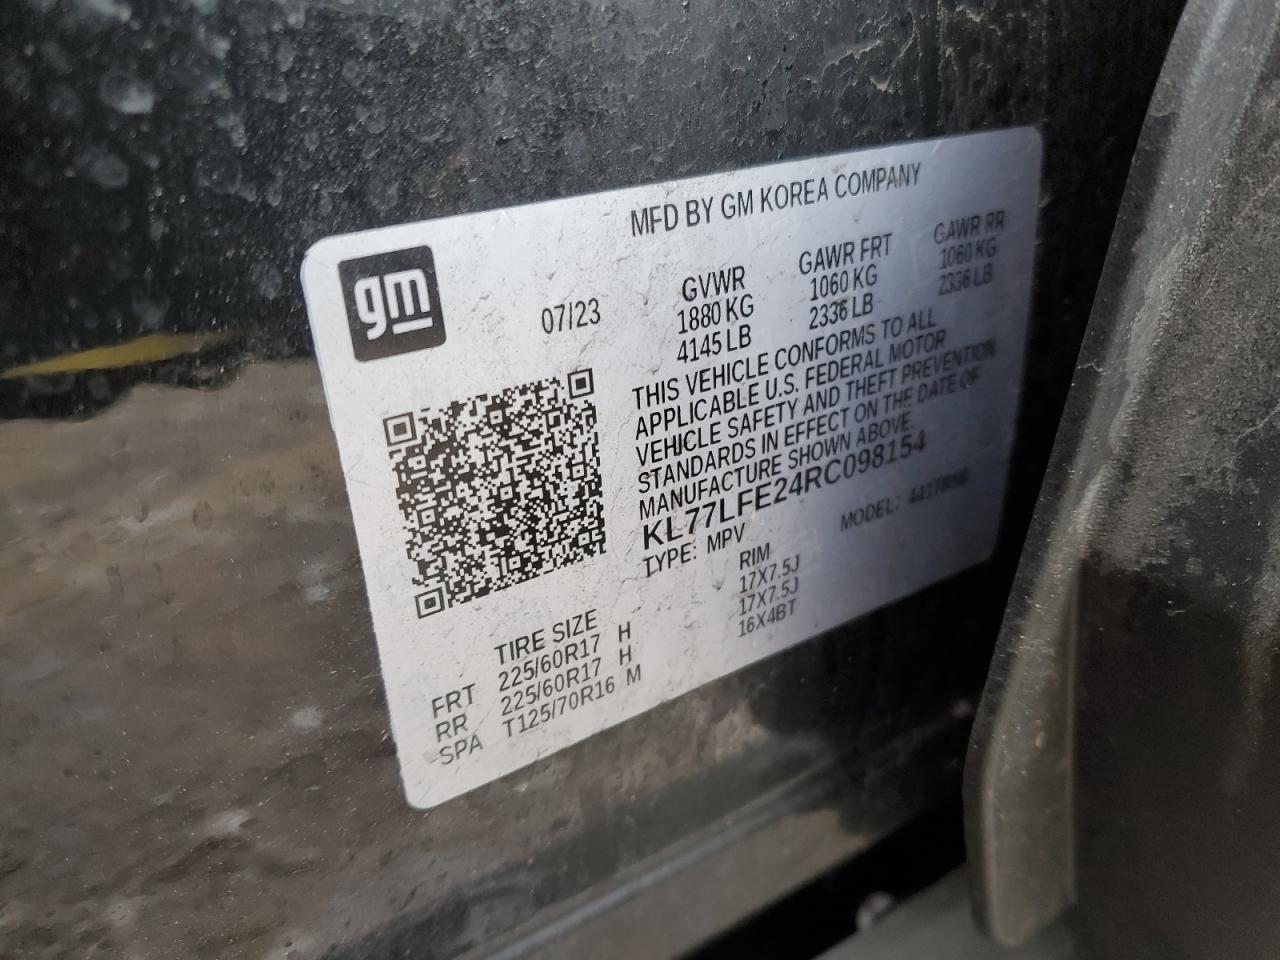 gm
MFD BY GM KOREA COMPANY
07/23
GVWR GAWR FRT GAWR RR
1880 KG 1060 KG 1060 KG
4145 LB 2336 LB 2336 LB
THIS VEHICLE CONFORMS TO ALL
APPLICABLE U.S. FEDERAL MOTOR
VEHICLE SAFETY AND THEFT PREVENTION
STANDARDS IN EFFECT ON THE DATE OF
MANUFACTURE SHOWN ABOVE.
KL77LFE24RC098154
TYPE: MPV MODEL:
TIRE SIZE RIM
FRT 225/60R17 H 17X7.5J
RR 225/60R17 H 17X7.5J
SPA T125/70R16 M 16X4BT